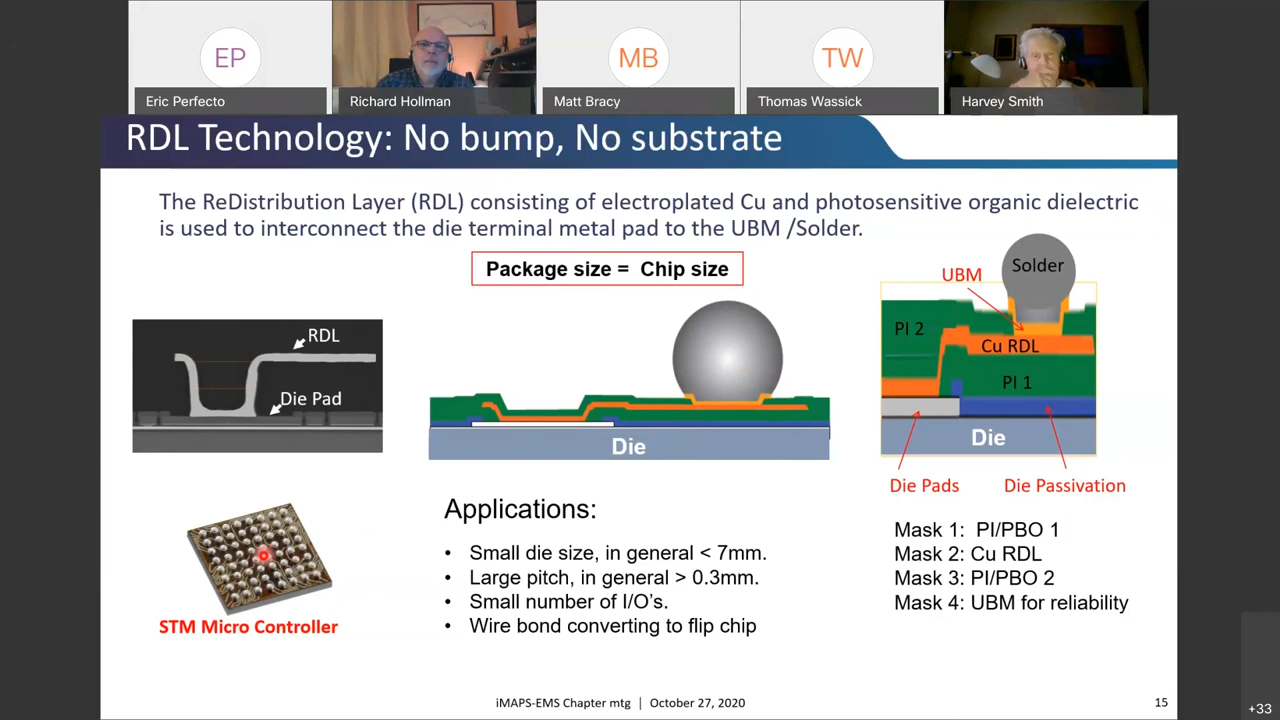 EP
MB
TW
Eric Perfecto
Richard Hollman
Matt Bracy
Thomas Wassick
Harvey Smith
RDL Technology: No bump, No substrate
The ReDistribution Layer (RDL) consisting of electroplated Cu and photosensitive organic dielectric
is used to interconnect the die terminal metal pad to the UBM /Solder.
Package size = Chip size
RDL
Die Pad
Die
Solder
UBM
PI 2
Cu RDL
PI 1
Die
Die Pads
Die Passivation
STM Micro Controller
Applications:
• Small die size, in general < 7mm.
• Large pitch, in general > 0.3mm.
• Small number of I/O's.
• Wire bond converting to flip chip
Mask 1: PI/PBO 1
Mask 2: Cu RDL
Mask 3: PI/PBO 2
Mask 4: UBM for reliability
iMAPS-EMS Chapter mtg | October 27, 2020
15
+33